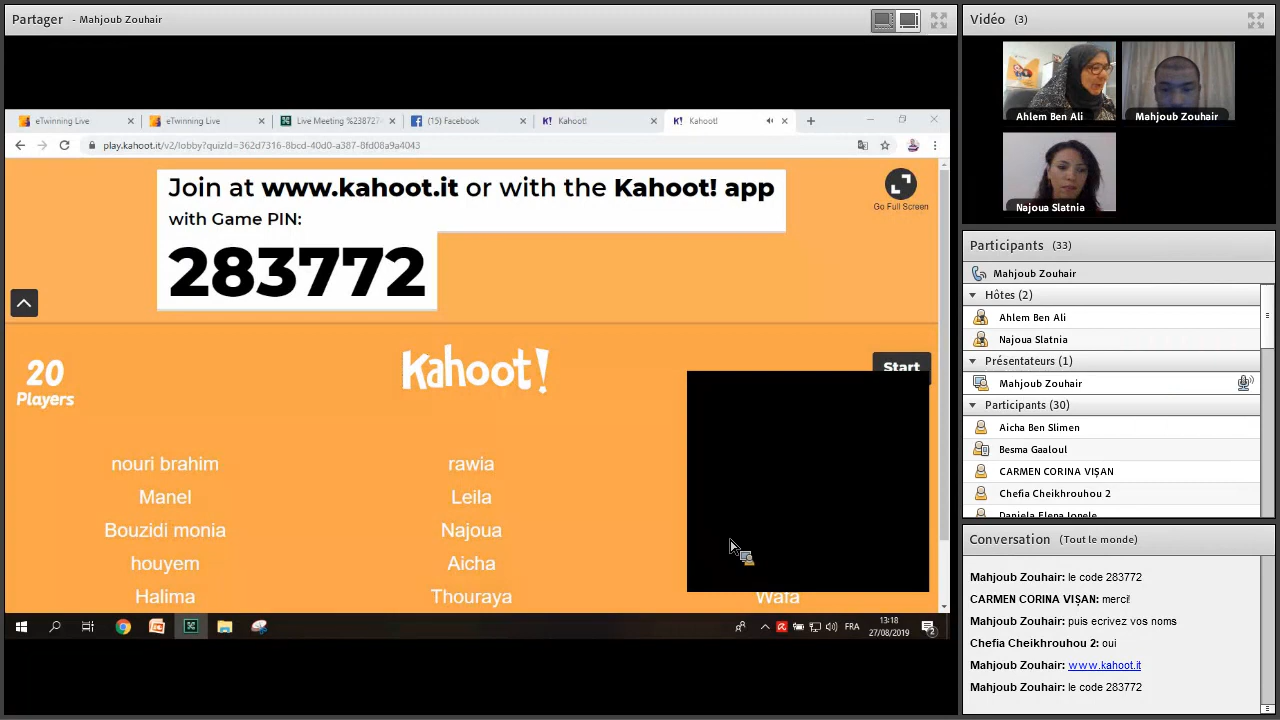 Partager - Mahjoub Zouhair
eTwinning Live
eTwinning Live
Live Meeting %23872
(15) Facebook
Kahoot!
Kahoot!
play.kahoot.it/v2/lobby?quizId=362d7316-8bcd-40d0-a387-8fd08a9a4043
Join at www.kahoot.it or with the Kahoot! app
with Game PIN:
283772
Go Full Screen
20
Players
Kahoot!
Start
nouri brahim
rawia
Manel
Leila
Bouzidi monia
Najoua
houyem
Aicha
Halima
Thouraya
Wafa
FRA
13:18
27/08/2019
2
Vidéo (3)
Ahlem Ben Ali
Mahjoub Zouhair
Najoua Slatnia
Participants (33)
Mahjoub Zouhair
Hôtes (2)
Ahlem Ben Ali
Najoua Slatnia
Présentateurs (1)
Mahjoub Zouhair
Participants (30)
Aicha Ben Slimen
Besma Gaaloul
CARMEN CORINA VIȘAN
Chefia Cheikhrouhou 2
Daniela Elena Ionele
Conversation (Tout le monde)
Mahjoub Zouhair: le code 283772
CARMEN CORINA VIȘAN: merci!
Mahjoub Zouhair: puis ecrivez vos noms
Chefia Cheikhrouhou 2: oui
Mahjoub Zouhair: www.kahoot.it
Mahjoub Zouhair: le code 283772